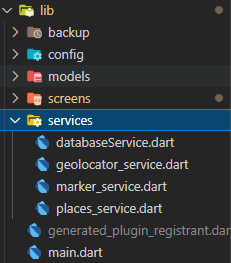 lib
backup
config
models
screens
services
databaseService.dart
geolocator_service.dart
marker_service.dart
places_service.dart
generated_plugin_registrant.dar
main.dart